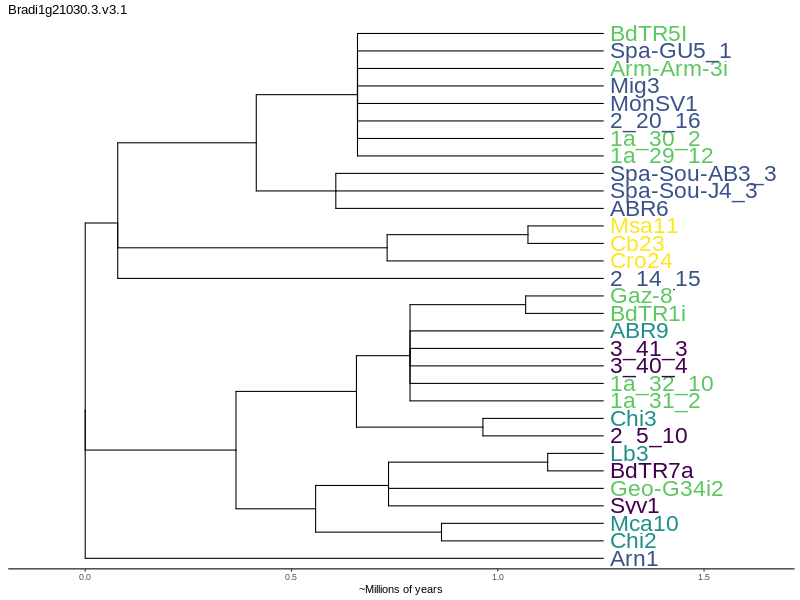 Bradi1g21030.3.v3.1
BdTR5I
Spa-GU5_1
Arm-Arm-3i
Mig3
MonSV1
2_20_16
1a_30_2
1a_29_12
Spa-Sou-AB3_3
Spa-Sou-J4_3
ABR6
Msa11
Cb23
Cro24
2_14_15
Gaz-8
BdTR1i
ABR9
3_41_3
3_40_4
1a_32_10
1a_31_2
Chi3
2_5_10
Lb3
BdTR7a
Geo-G34i2
Svv1
Mca10
Chi2
Arn1
0.0 0.5 1.0 1.5
~Millions of years